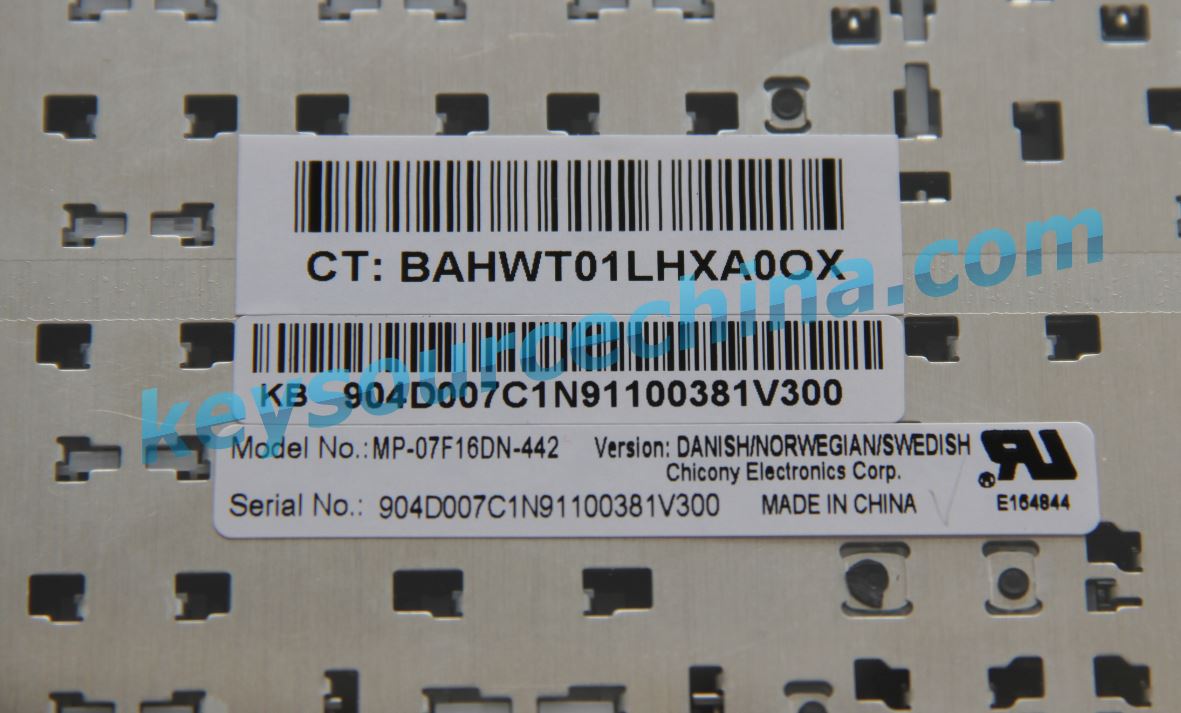 CT: BAHWT01LHXA0OX
KB 904D007C1N91100381V300
Model No.: MP-07F16DN-442 Version: DANISH/NORWEGIAN/SWEDISH
Chicony Electronics Corp.
Serial No.: 904D007C1N91100381V300 MADE IN CHINA
E164844
keysourcechina.com